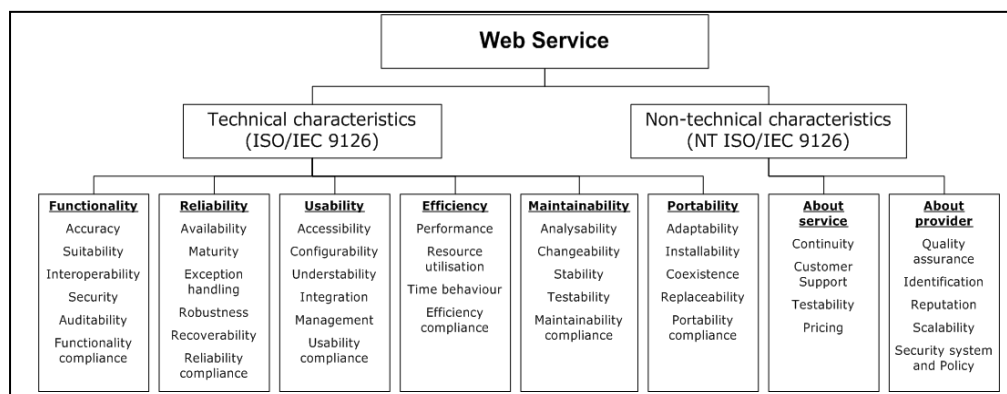 Web Service
Technical characteristics
(ISO/IEC 9126)
Non-technical characteristics
(NT ISO/IEC 9126)
Functionality
Accuracy
Suitability
Interoperability
Security
Auditability
Functionality
compliance
Reliability
Availability
Maturity
Exception
handling
Robustness
Recoverability
Reliability
compliance
Usability
Accessibility
Configurability
Understability
Integration
Management
Usability
compliance
Efficiency
Performance
Resource
utilisation
Time behaviour
Efficiency
compliance
Maintainability
Analysability
Changeability
Stability
Testability
Maintainability
compliance
Portability
Adaptability
Installability
Coexistence
Replaceability
Portability
compliance
About
service
Continuity
Customer
Support
Testability
Pricing
About
provider
Quality
assurance
Identification
Reputation
Scalability
Security system
and Policy